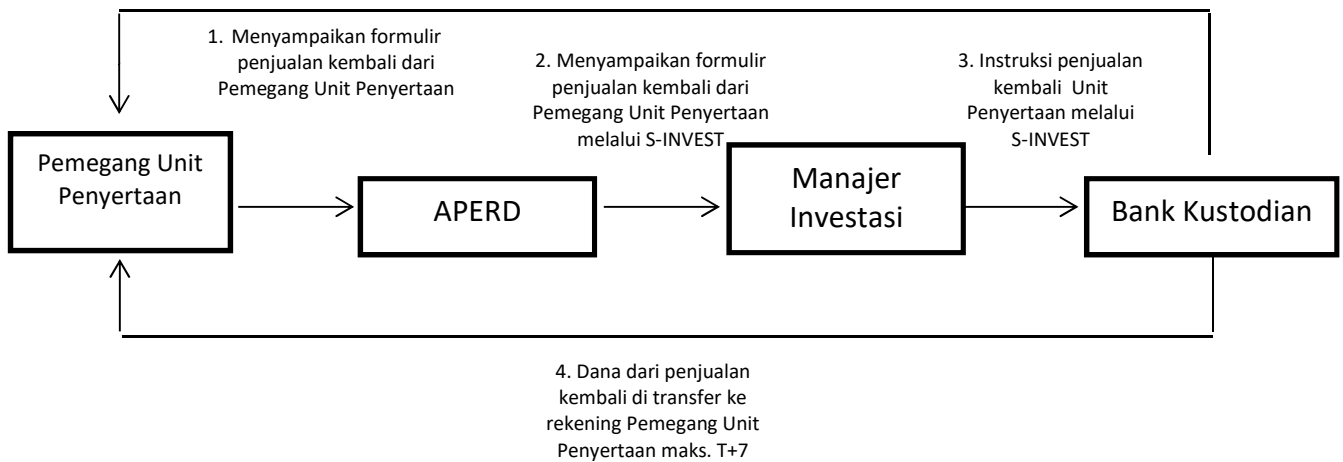 1. Menyampaikan formulir
penjualan kembali dari
Pemegang Unit Penyertaan
2. Menyampaikan formulir
penjualan kembali dari
Pemegang Unit Penyertaan
melalui S-INVEST
3. Instruksi penjualan
kembali Unit
Penyertaan melalui
S-INVEST
Pemegang Unit
Penyertaan
APERD
Manajer
Investasi
Bank Kustodian
4. Dana dari penjualan
kembali di transfer ke
rekening Pemegang Unit
Penyertaan maks. T+7